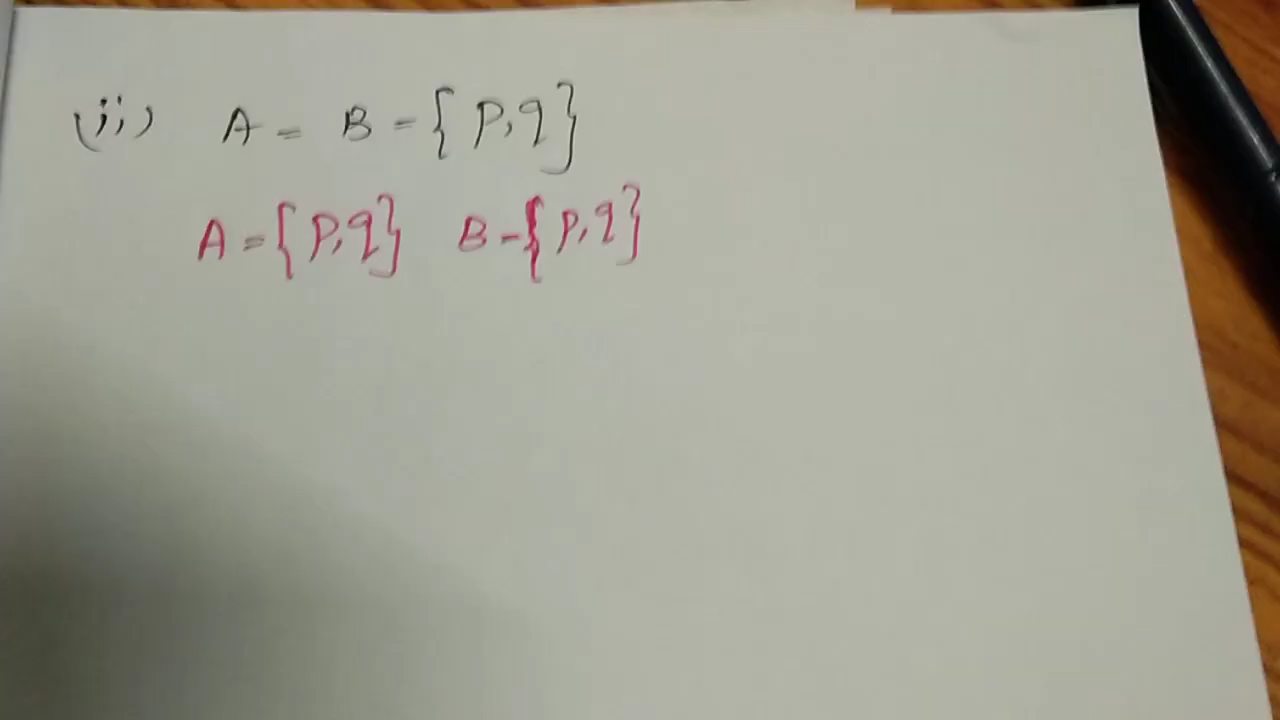 (ii) A = B = {p,q}
A = {p,q} B = {p,q}